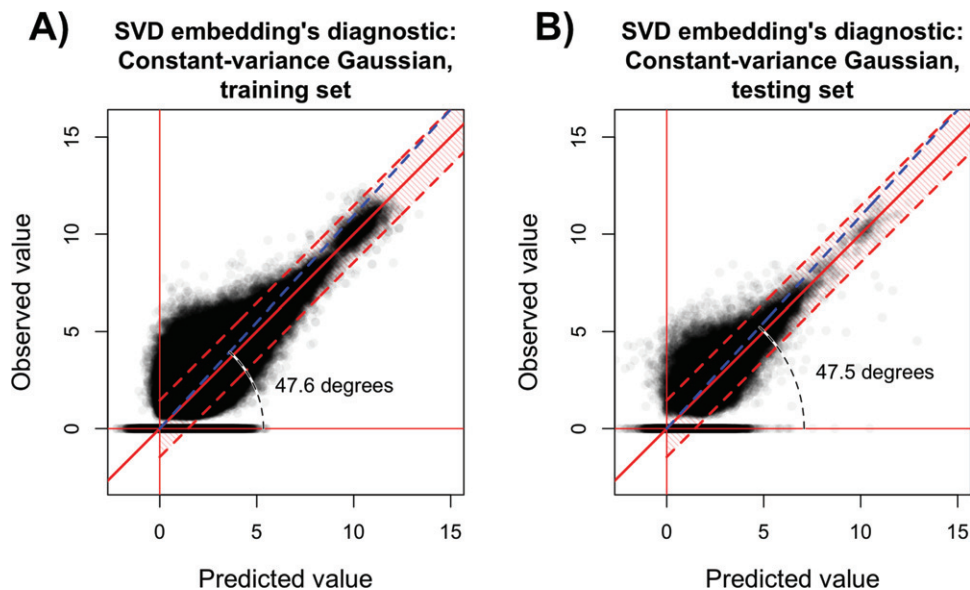 A)
SVD embedding's diagnostic:
Constant-variance Gaussian,
training set
15
10
5
0
Observed value
47.6 degrees
0
5
10
15
Predicted value
B)
SVD embedding's diagnostic:
Constant-variance Gaussian,
testing set
15
10
5
0
Observed value
47.5 degrees
0
5
10
15
Predicted value